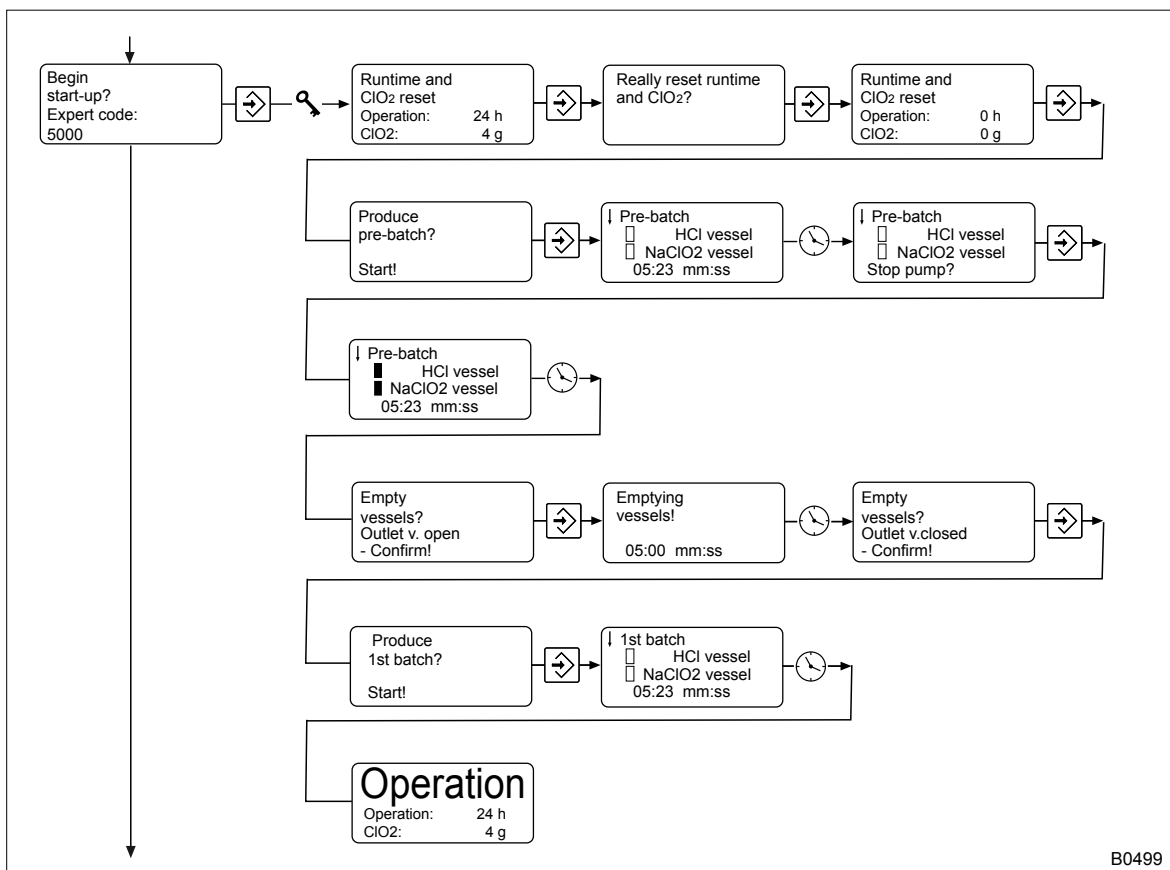 Begin
start-up?
Expert code:
5000
Runtime and
ClO2 reset
Operation: 24 h
ClO2: 4 g
Really reset runtime
and ClO2?
Runtime and
ClO2 reset
Operation: 0 h
ClO2: 0 g
Produce
pre-batch?
Start!
Pre-batch
HCl vessel
NaClO2 vessel
05:23 mm:ss
Pre-batch
HCl vessel
NaClO2 vessel
Stop pump?
Pre-batch
HCl vessel
NaClO2 vessel
05:23 mm:ss
Empty
vessels?
Outlet v. open
- Confirm!
Emptying
vessels!
05:00 mm:ss
Empty
vessels?
Outlet v.closed
- Confirm!
Produce
1st batch?
Start!
1st batch
HCl vessel
NaClO2 vessel
05:23 mm:ss
Operation
Operation: 24 h
ClO2: 4 g
B0499